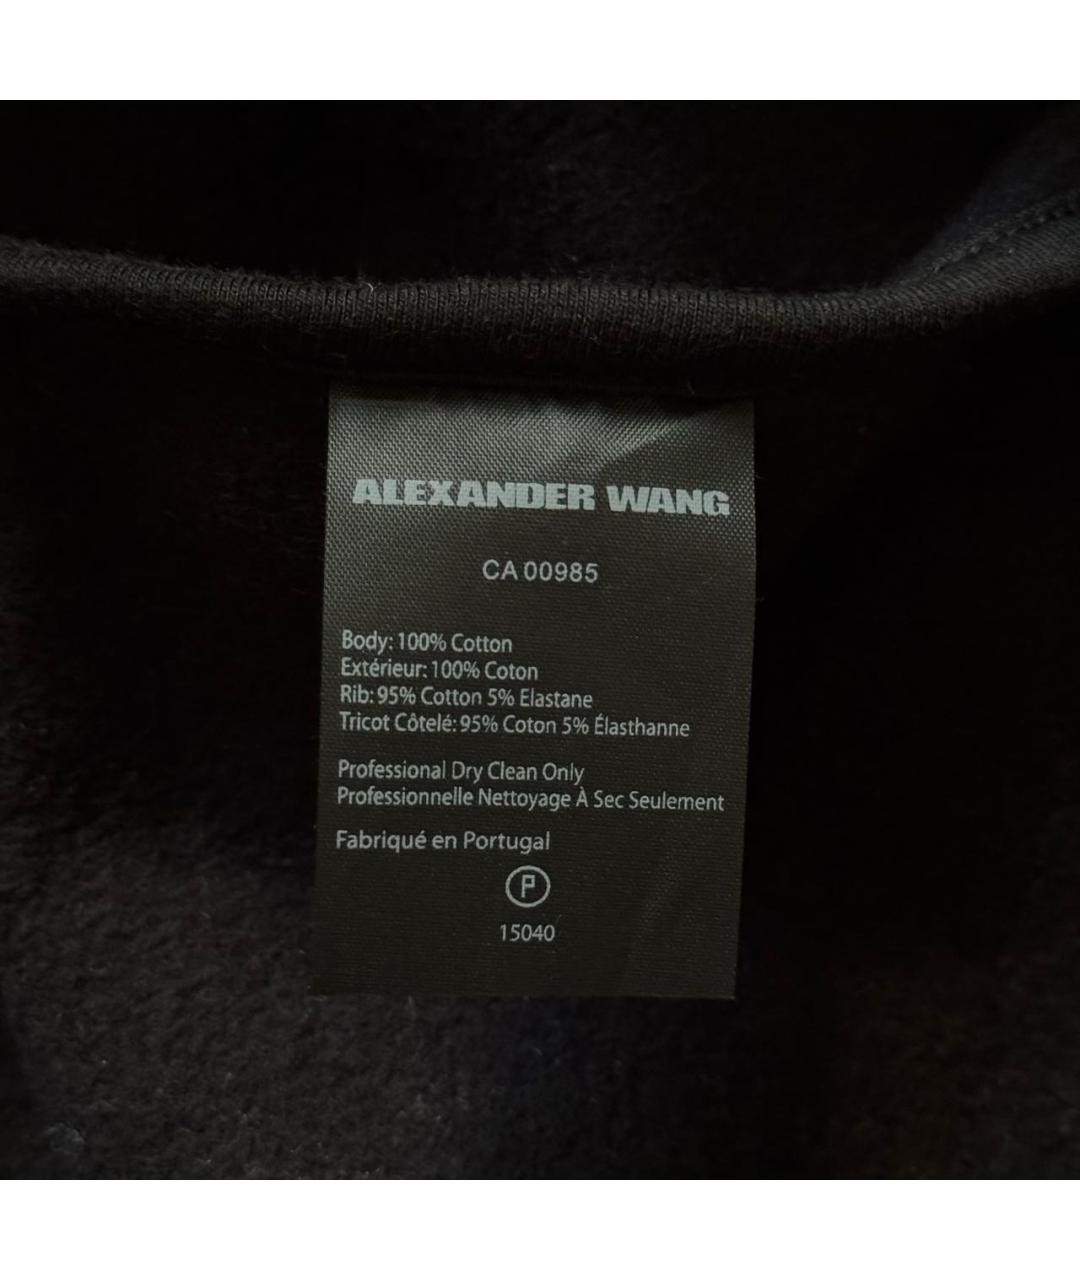 ALEXANDER WANG
CA 00985
Body: 100% Cotton
Extérieur: 100% Coton
Rib: 95% Cotton 5% Elastane
Tricot Côtelé: 95% Coton 5% Élasthanne
Professional Dry Clean Only
Professionnelle Nettoyage À Sec Seulement
Fabriqué en Portugal
P
15040